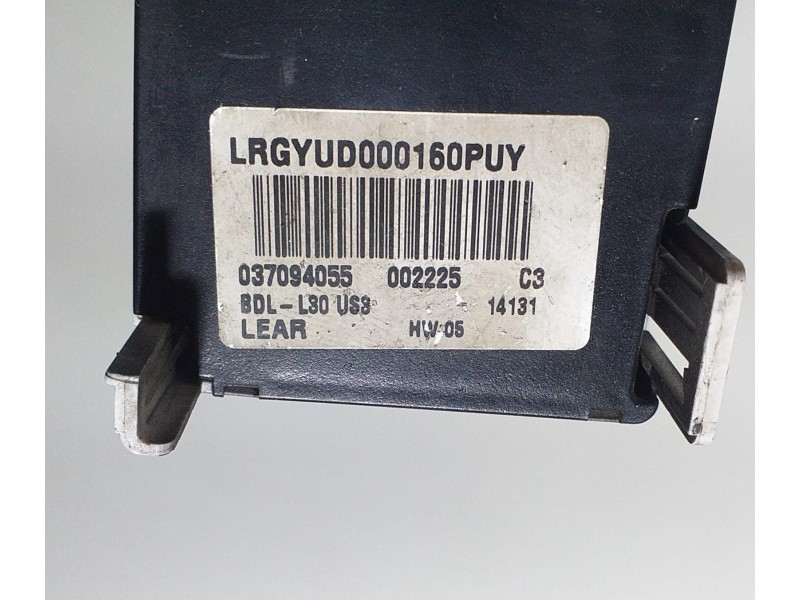 LRGYUD000160PUY
037094055 002225 C3
BDL-L30 US3 - 14131
LEAR HW-05